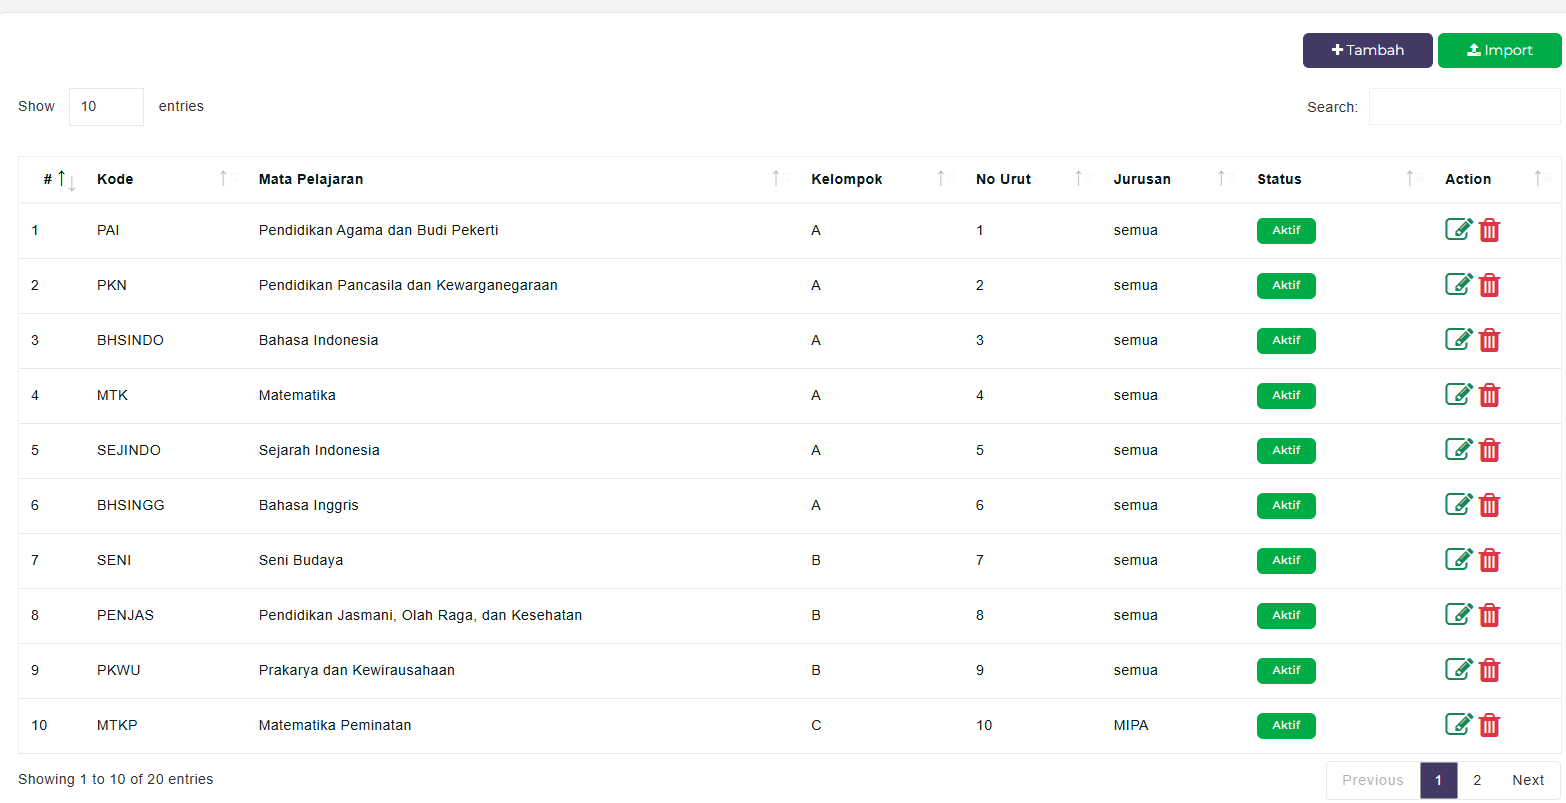 Tambah Import
Show 10 entries Search:
# Kode Mata Pelajaran Kelompok No Urut Jurusan Status Action
1 PAI Pendidikan Agama dan Budi Pekerti A 1 semua Aktif
2 PKN Pendidikan Pancasila dan Kewarganegaraan A 2 semua Aktif
3 BHSINDO Bahasa Indonesia A 3 semua Aktif
4 MTK Matematika A 4 semua Aktif
5 SEJINDO Sejarah Indonesia A 5 semua Aktif
6 BHSINGG Bahasa Inggris A 6 semua Aktif
7 SENI Seni Budaya B 7 semua Aktif
8 PENJAS Pendidikan Jasmani, Olah Raga, dan Kesehatan B 8 semua Aktif
9 PKWU Prakarya dan Kewirausahaan B 9 semua Aktif
10 MTKP Matematika Peminatan C 10 MIPA Aktif
Showing 1 to 10 of 20 entries Previous 1 2 Next